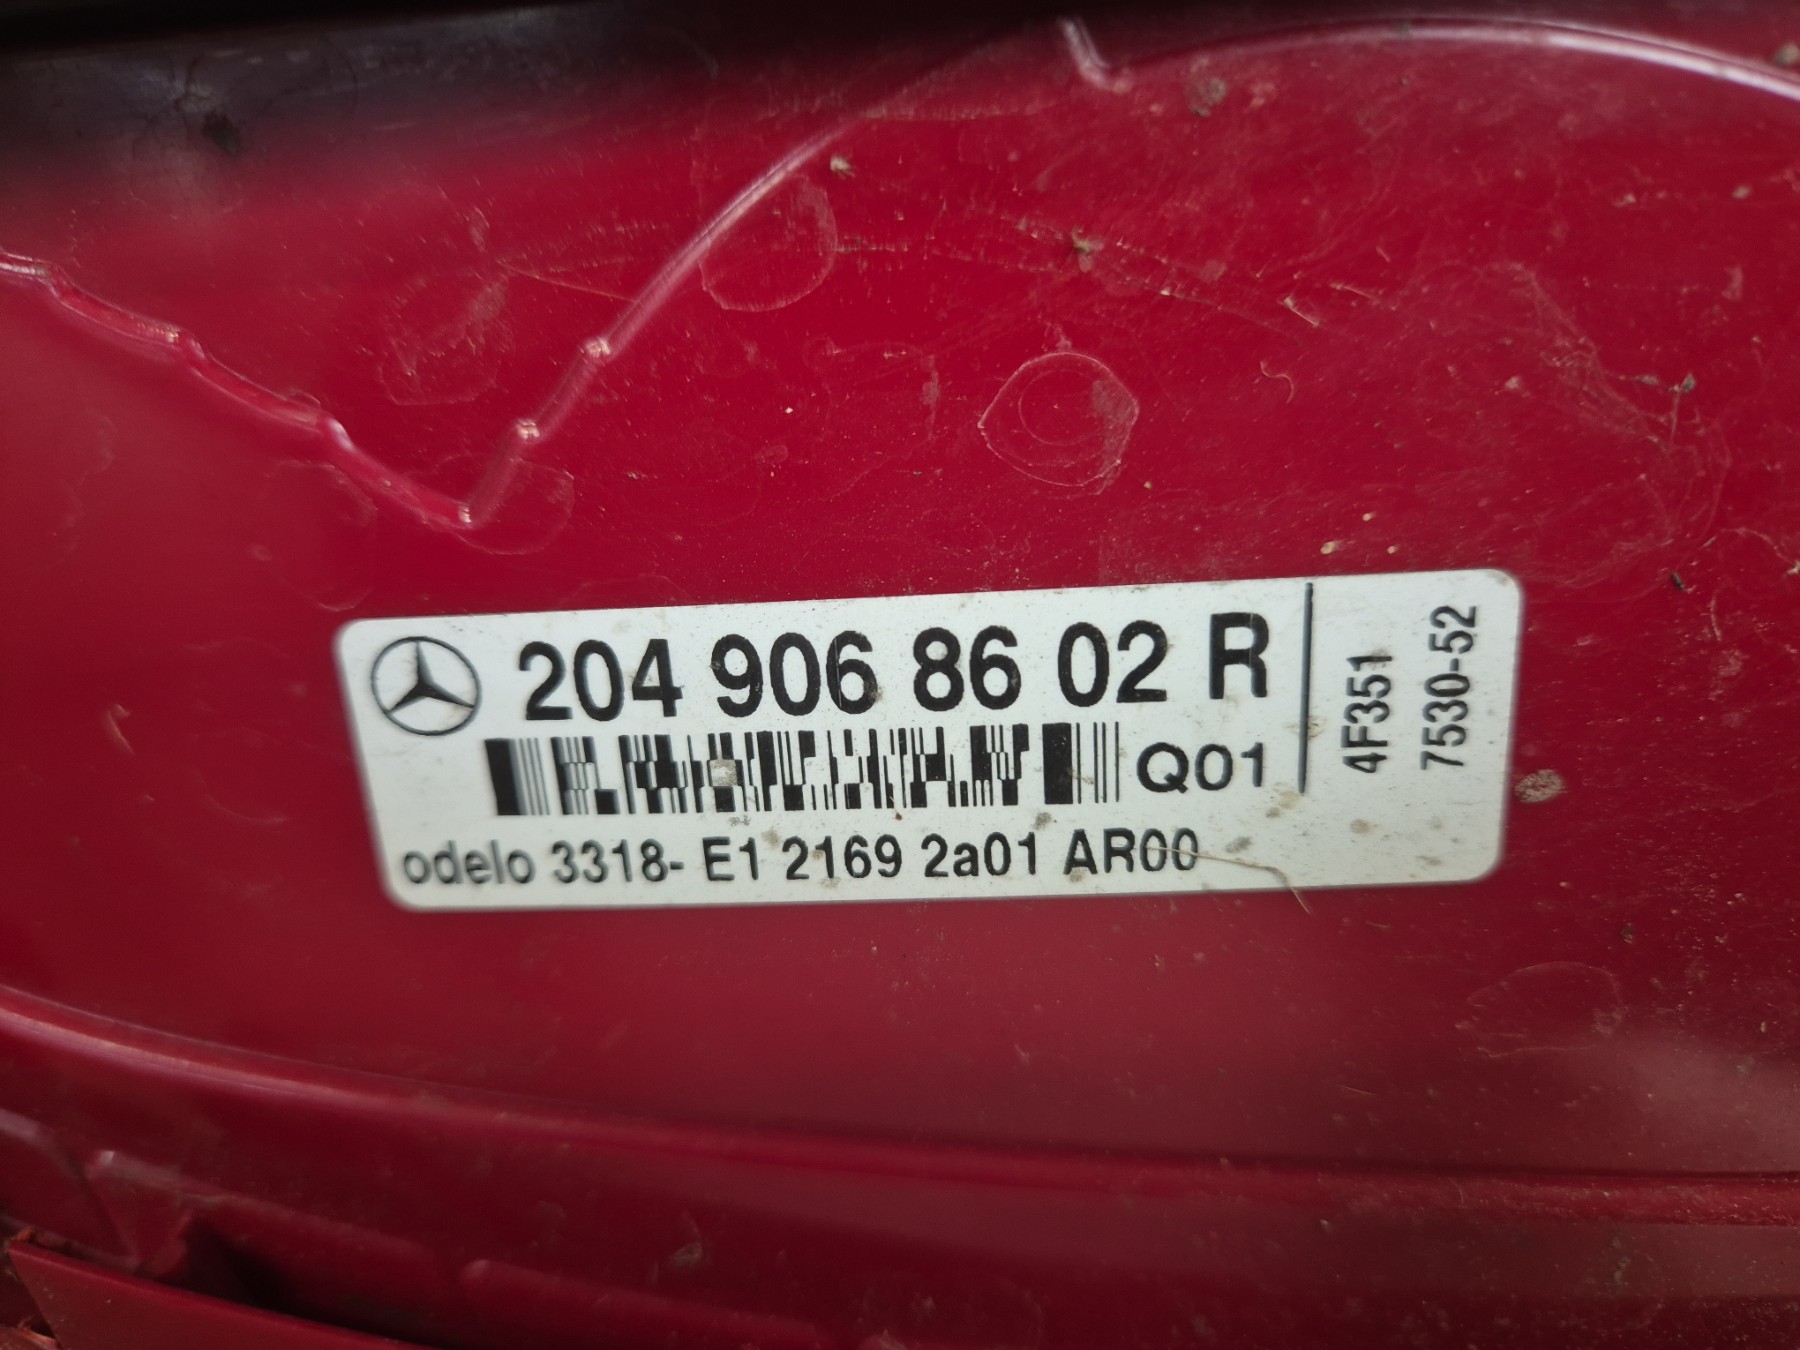 204 906 86 02 R
Q01
odelo 3318- E1 2169 2a01 AR00
4F351
7530-52